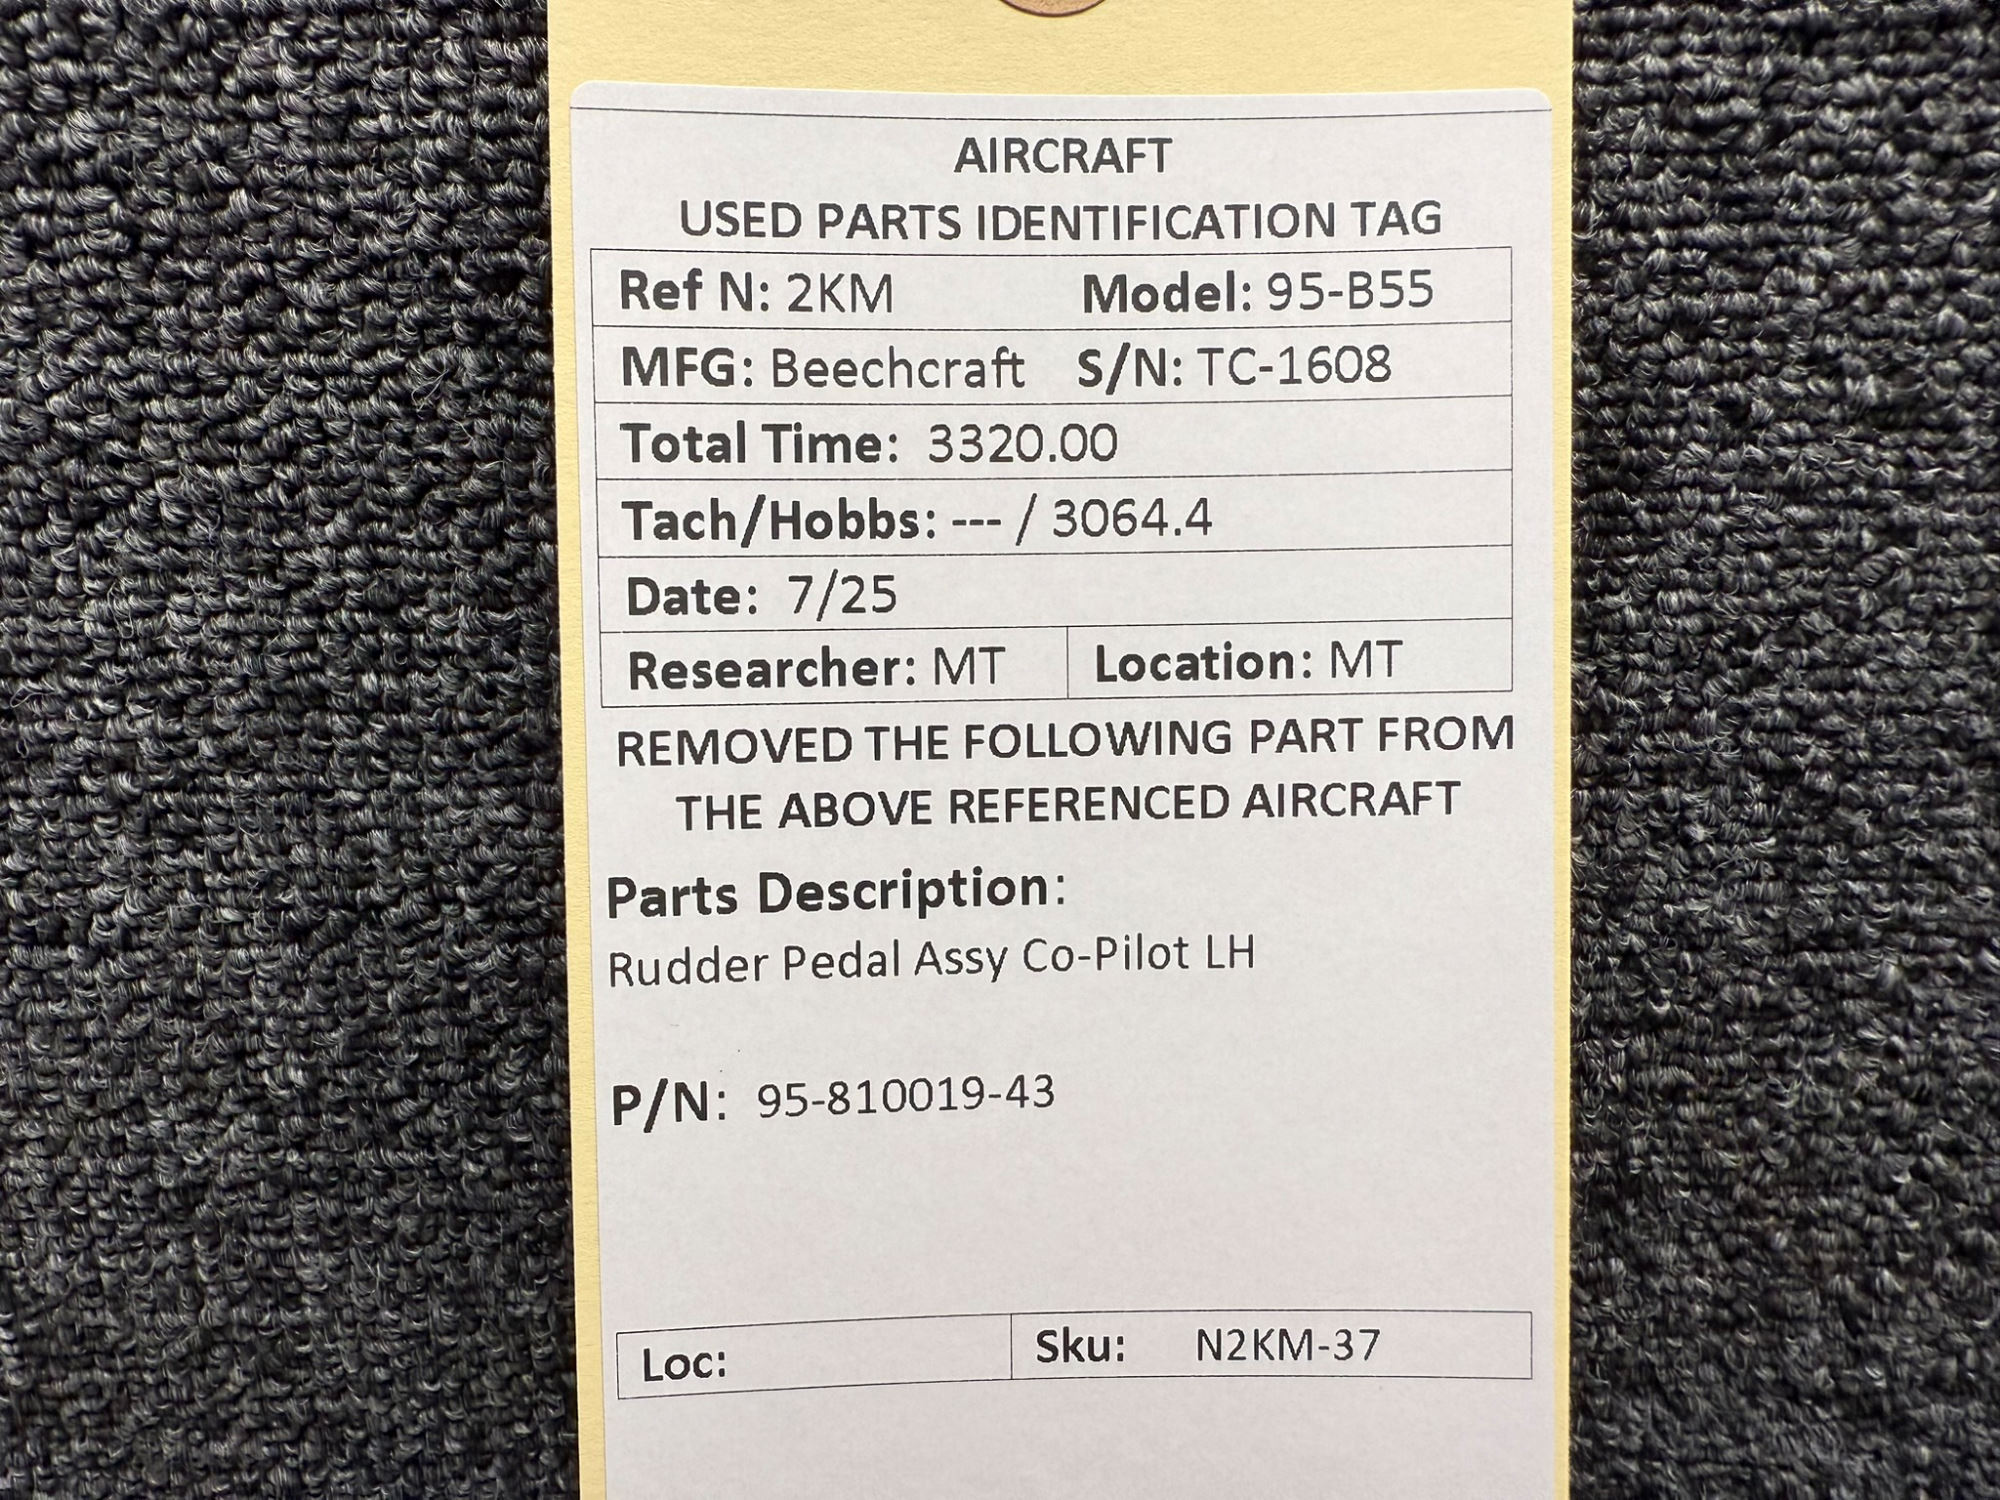 AIRCRAFT
USED PARTS IDENTIFICATION TAG
Ref N: 2KM Model: 95-B55
MFG: Beechcraft S/N: TC-1608
Total Time: 3320.00
Tach/Hobbs: --- / 3064.4
Date: 7/25
Researcher: MT Location: MT
REMOVED THE FOLLOWING PART FROM
THE ABOVE REFERENCED AIRCRAFT
Parts Description:
Rudder Pedal Assy Co-Pilot LH
P/N: 95-810019-43
Loc: Sku: N2KM-37